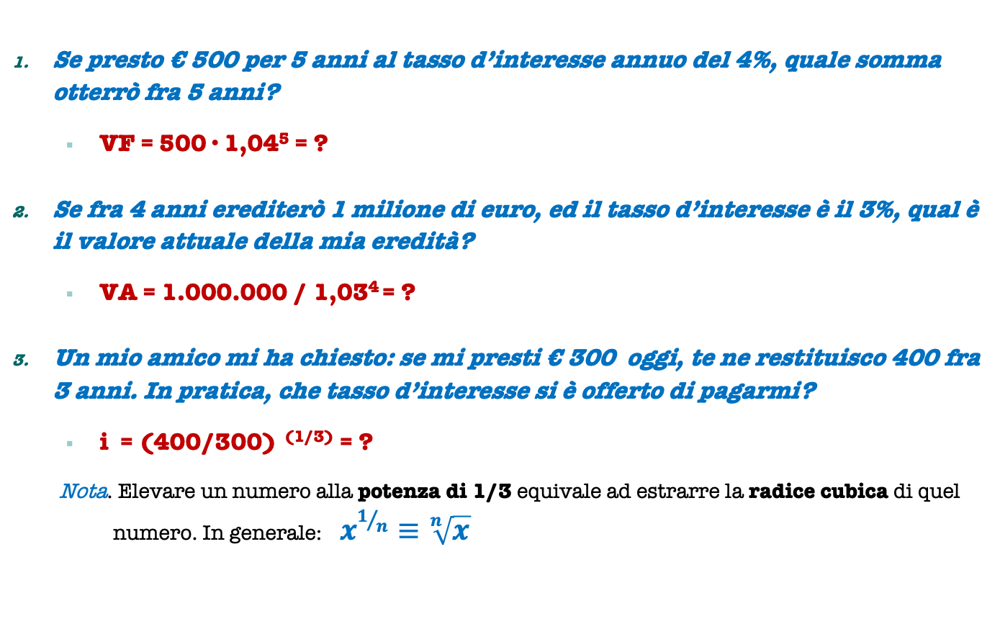 1. Se presto € 500 per 5 anni al tasso d’interesse annuo del 4%, quale somma
otterrò fra 5 anni?
▪ VF = 500 · 1,04⁵ = ?
2. Se fra 4 anni erediterò 1 milione di euro, ed il tasso d’interesse è il 3%, qual è
il valore attuale della mia eredità?
▪ VA = 1.000.000 / 1,03⁴ = ?
3. Un mio amico mi ha chiesto: se mi presti € 300 oggi, te ne restituisco 400 fra
3 anni. In pratica, che tasso d’interesse si è offerto di pagarmi?
▪ i = (400/300) ⁽¹ᐟ³⁾ = ?
Nota. Elevare un numero alla potenza di 1/3 equivale ad estrarre la radice cubica di quel
numero. In generale: x^(1/n) ≡ ⁿ√x